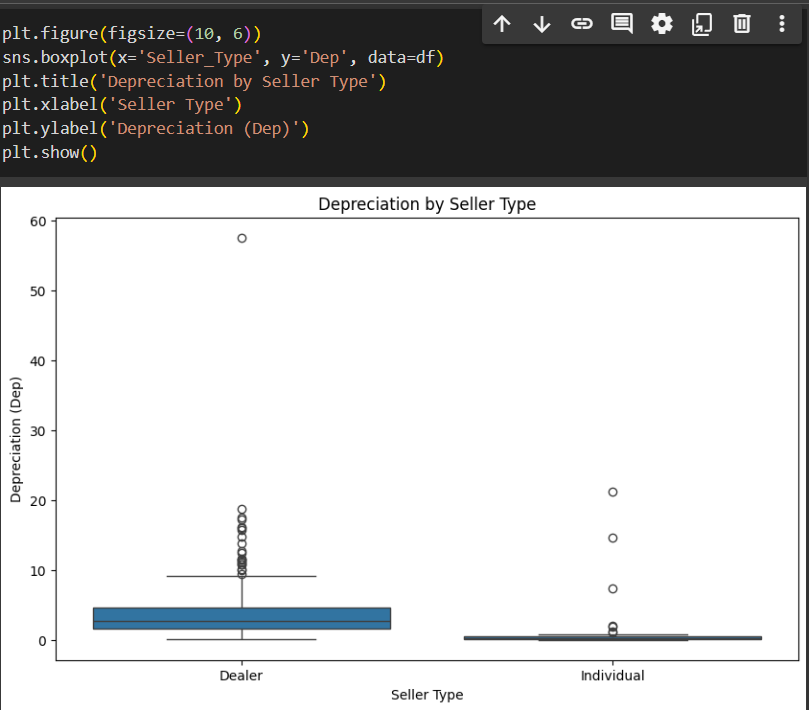 plt.figure(figsize=(10, 6))
sns.boxplot(x='Seller_Type', y='Dep', data=df)
plt.title('Depreciation by Seller Type')
plt.xlabel('Seller Type')
plt.ylabel('Depreciation (Dep)')
plt.show()
Depreciation by Seller Type
60
50
40
30
20
10
0
Depreciation (Dep)
Dealer
Individual
Seller Type